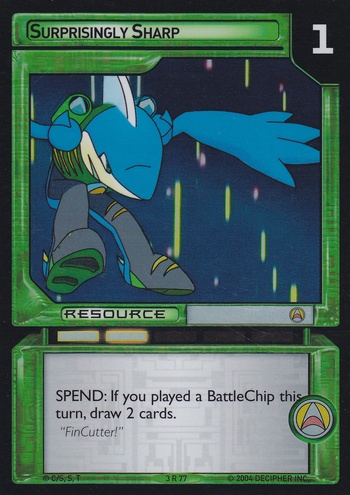 SURPRISINGLY SHARP
1
RESOURCE
SPEND: If you played a BattleChip this
turn, draw 2 cards.
"FinCutter!"
© C/S, S, T
3 R 77
© 2004 DECIPHER INC.